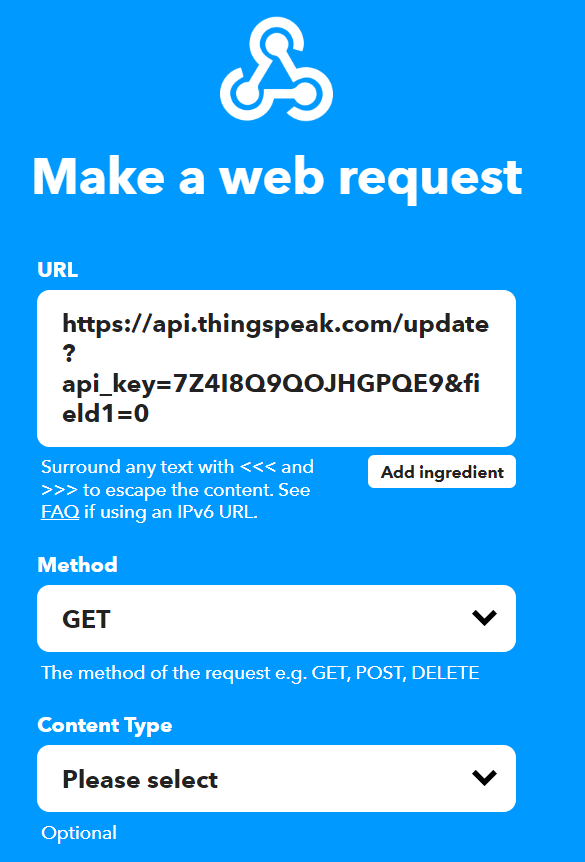 Make a web request
URL
https://api.thingspeak.com/update
?
api_key=7Z4I8Q9QOJHGPQE9&fi
eld1=0
Surround any text with <<< and
>>> to escape the content. See
FAQ if using an IPv6 URL.
Add ingredient
Method
GET
The method of the request e.g. GET, POST, DELETE
Content Type
Please select
Optional